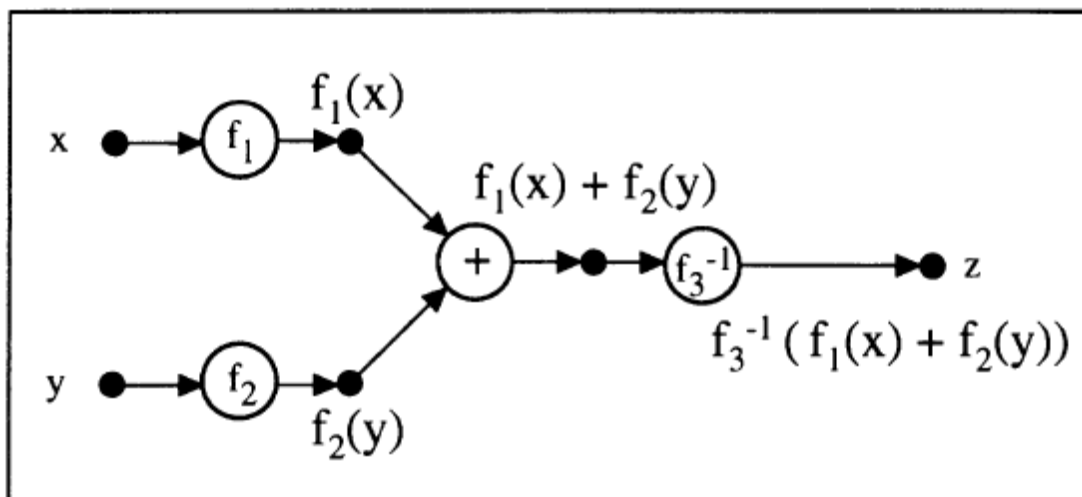 f₁(x)
x
f₁
f₁(x) + f₂(y)
+
f₃⁻¹
z
f₃⁻¹ ( f₁(x) + f₂(y))
y
f₂
f₂(y)